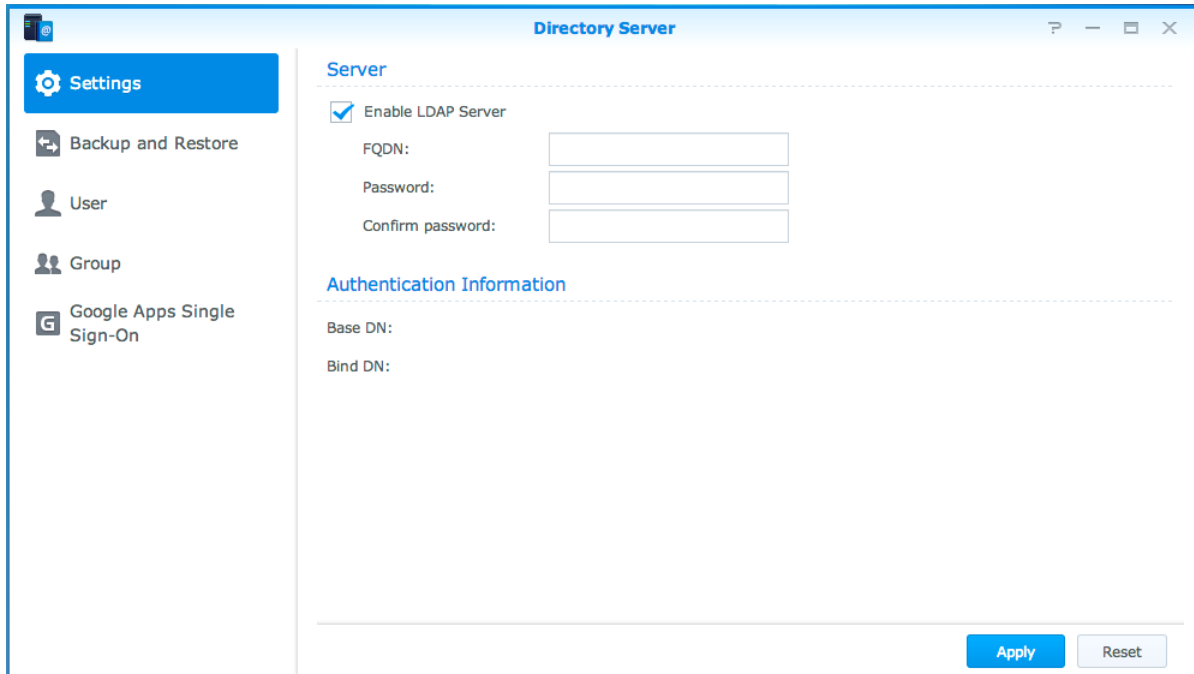 Directory Server
Settings
Backup and Restore
User
Group
Google Apps Single
Sign-On
Server
Enable LDAP Server
FQDN:
Password:
Confirm password:
Authentication Information
Base DN:
Bind DN:
Apply
Reset